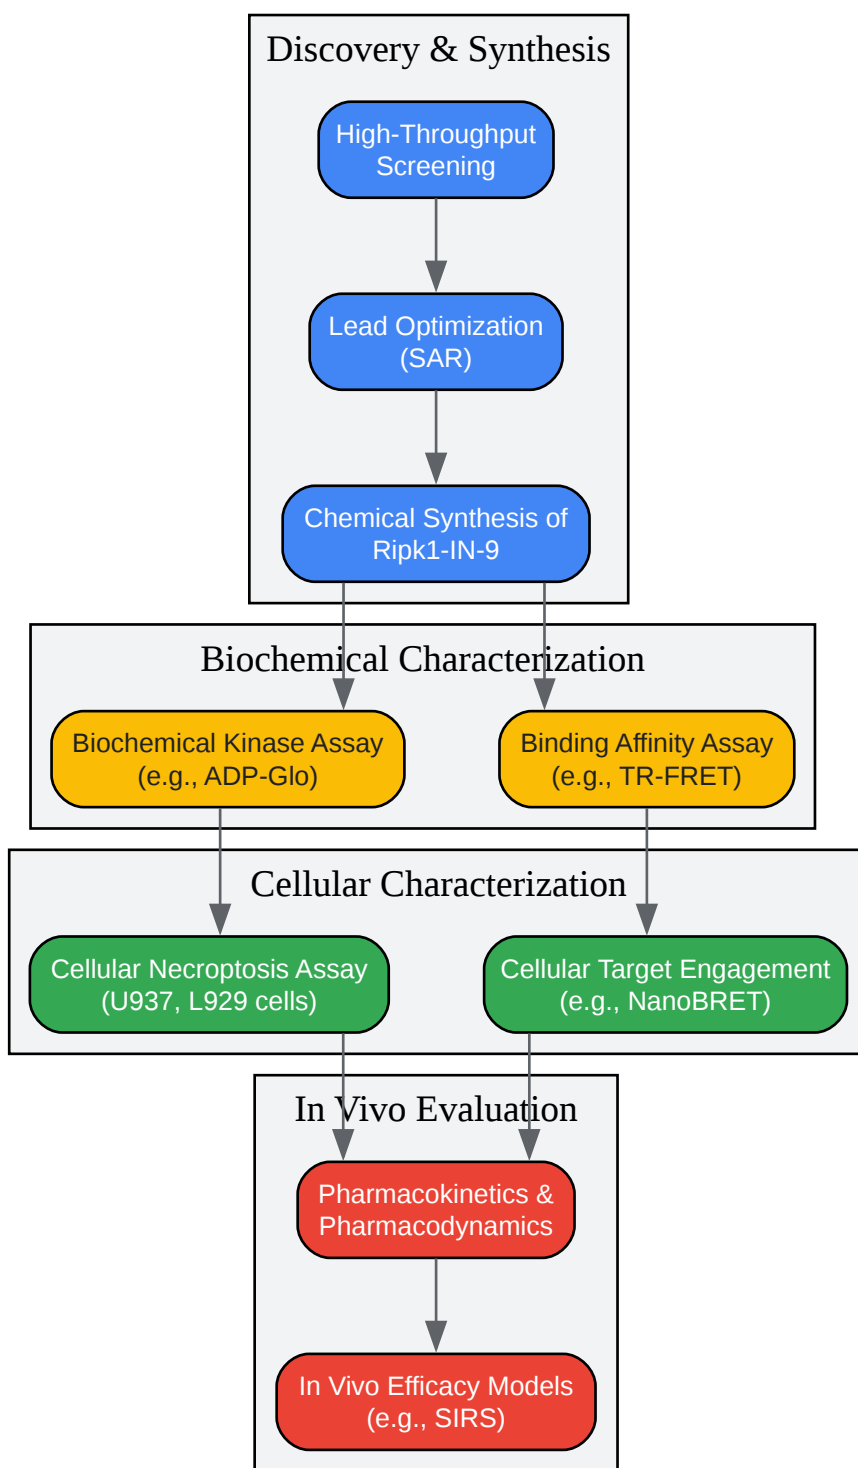 Discovery & Synthesis
High-Throughput
Screening
Lead Optimization
(SAR)
Chemical Synthesis of
Ripk1-IN-9
Biochemical Characterization
Biochemical Kinase Assay
(e.g., ADP-Glo)
Binding Affinity Assay
(e.g., TR-FRET)
Cellular Characterization
Cellular Necroptosis Assay
(U937, L929 cells)
Cellular Target Engagement
(e.g., NanoBRET)
In Vivo Evaluation
Pharmacokinetics &
Pharmacodynamics
In Vivo Efficacy Models
(e.g., SIRS)